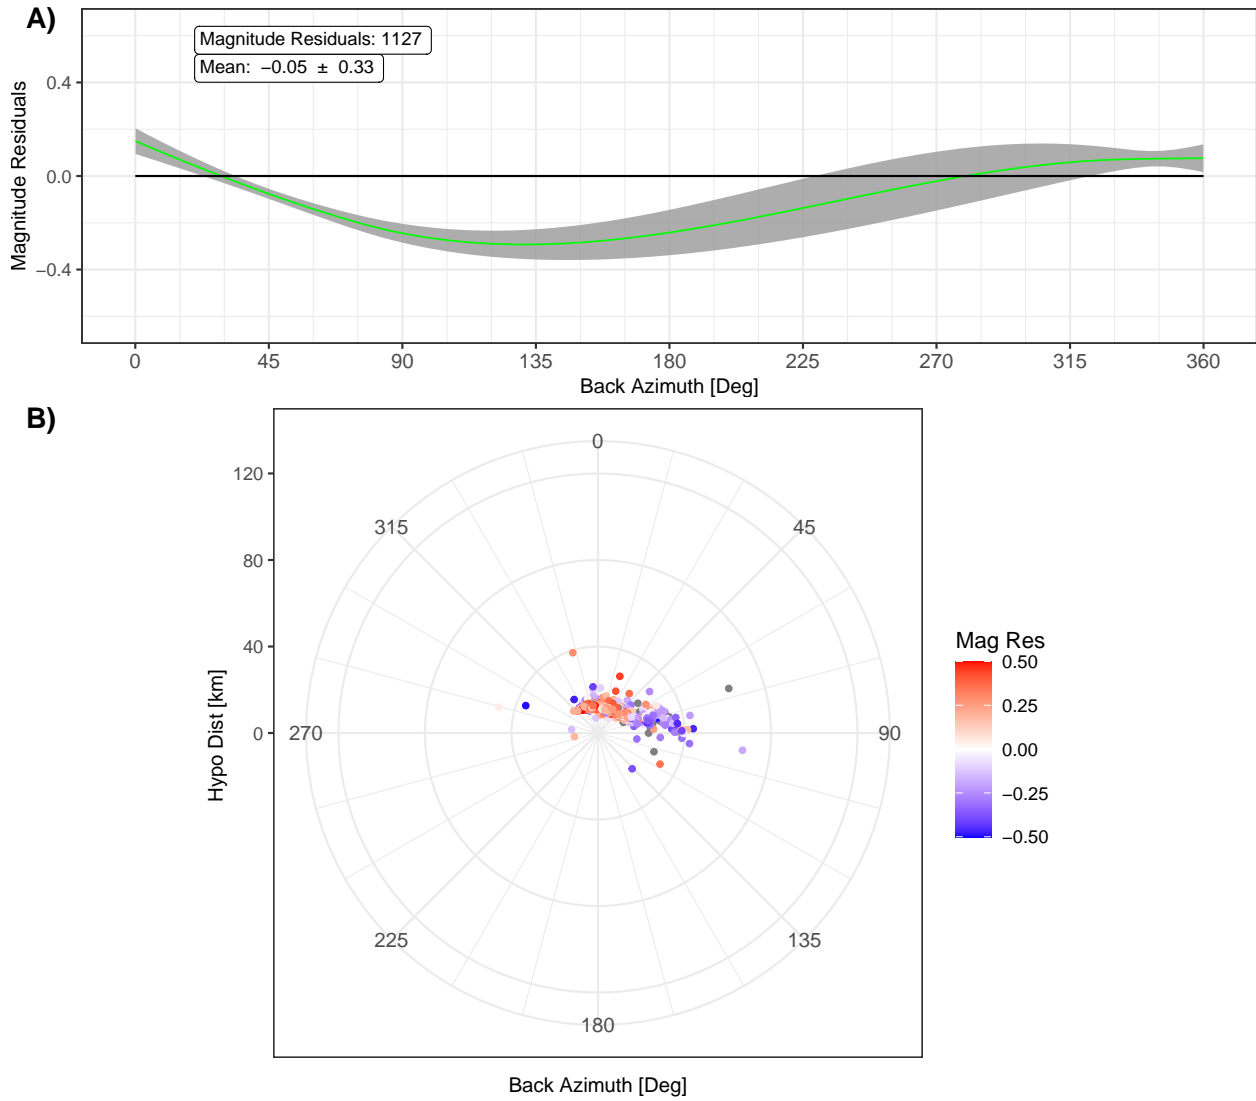 A)
Magnitude Residuals: 1127
Mean: −0.05 ± 0.33
Magnitude Residuals
0.4
0.0
−0.4
0 45 90 135 180 225 270 315 360
Back Azimuth [Deg]
B)
Hypo Dist [km]
120
80
40
0
0
45
90
135
180
225
270
315
Back Azimuth [Deg]
Mag Res
0.50
0.25
0.00
−0.25
−0.50